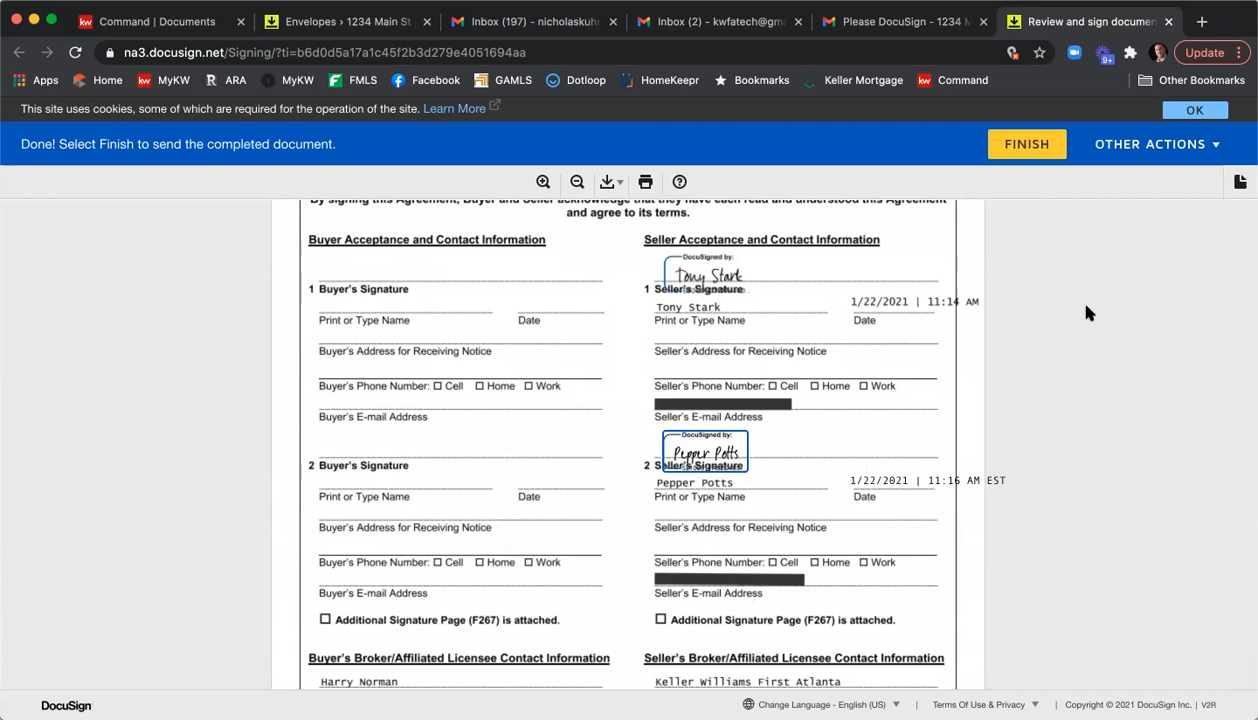 Command | Documents
Envelopes › 1234 Main St
Inbox (197) - nicholaskuhn
Inbox (2) - kwfatech@gma
Please DocuSign - 1234 M
Review and sign documen
na3.docusign.net/Signing/?ti=b6d0d5a17a1c45f2b3d279e4051694aa
9+
Update
Apps
Home
kw MyKW
R ARA
MyKW
FMLS
Facebook
GAMLS
Dotloop
HomeKeepr
Bookmarks
Keller Mortgage
kw Command
Other Bookmarks
This site uses cookies, some of which are required for the operation of the site. Learn More
OK
Done! Select Finish to send the completed document.
FINISH
OTHER ACTIONS
By signing this Agreement, Buyer and Seller acknowledge that they have each read and understood this Agreement
and agree to its terms.
Buyer Acceptance and Contact Information
Seller Acceptance and Contact Information
DocuSigned by:
Tony Stark
1 Buyer's Signature
1 Seller's Signature
Tony Stark
1/22/2021 | 11:14 AM
Print or Type Name
Date
Print or Type Name
Date
Buyer's Address for Receiving Notice
Seller's Address for Receiving Notice
Buyer's Phone Number: ☐ Cell ☐ Home ☐ Work
Seller's Phone Number: ☐ Cell ☐ Home ☐ Work
Buyer's E-mail Address
Seller's E-mail Address
DocuSigned by:
Pepper Potts
2 Buyer's Signature
2 Seller's Signature
Pepper Potts
1/22/2021 | 11:16 AM EST
Print or Type Name
Date
Print or Type Name
Date
Buyer's Address for Receiving Notice
Seller's Address for Receiving Notice
Buyer's Phone Number: ☐ Cell ☐ Home ☐ Work
Seller's Phone Number: ☐ Cell ☐ Home ☐ Work
Buyer's E-mail Address
Seller's E-mail Address
☐ Additional Signature Page (F267) is attached.
☐ Additional Signature Page (F267) is attached.
Buyer's Broker/Affiliated Licensee Contact Information
Seller's Broker/Affiliated Licensee Contact Information
Harry Norman
Keller Williams First Atlanta
DocuSign
Change Language - English (US)
Terms Of Use & Privacy
Copyright © 2021 DocuSign Inc. | V2R